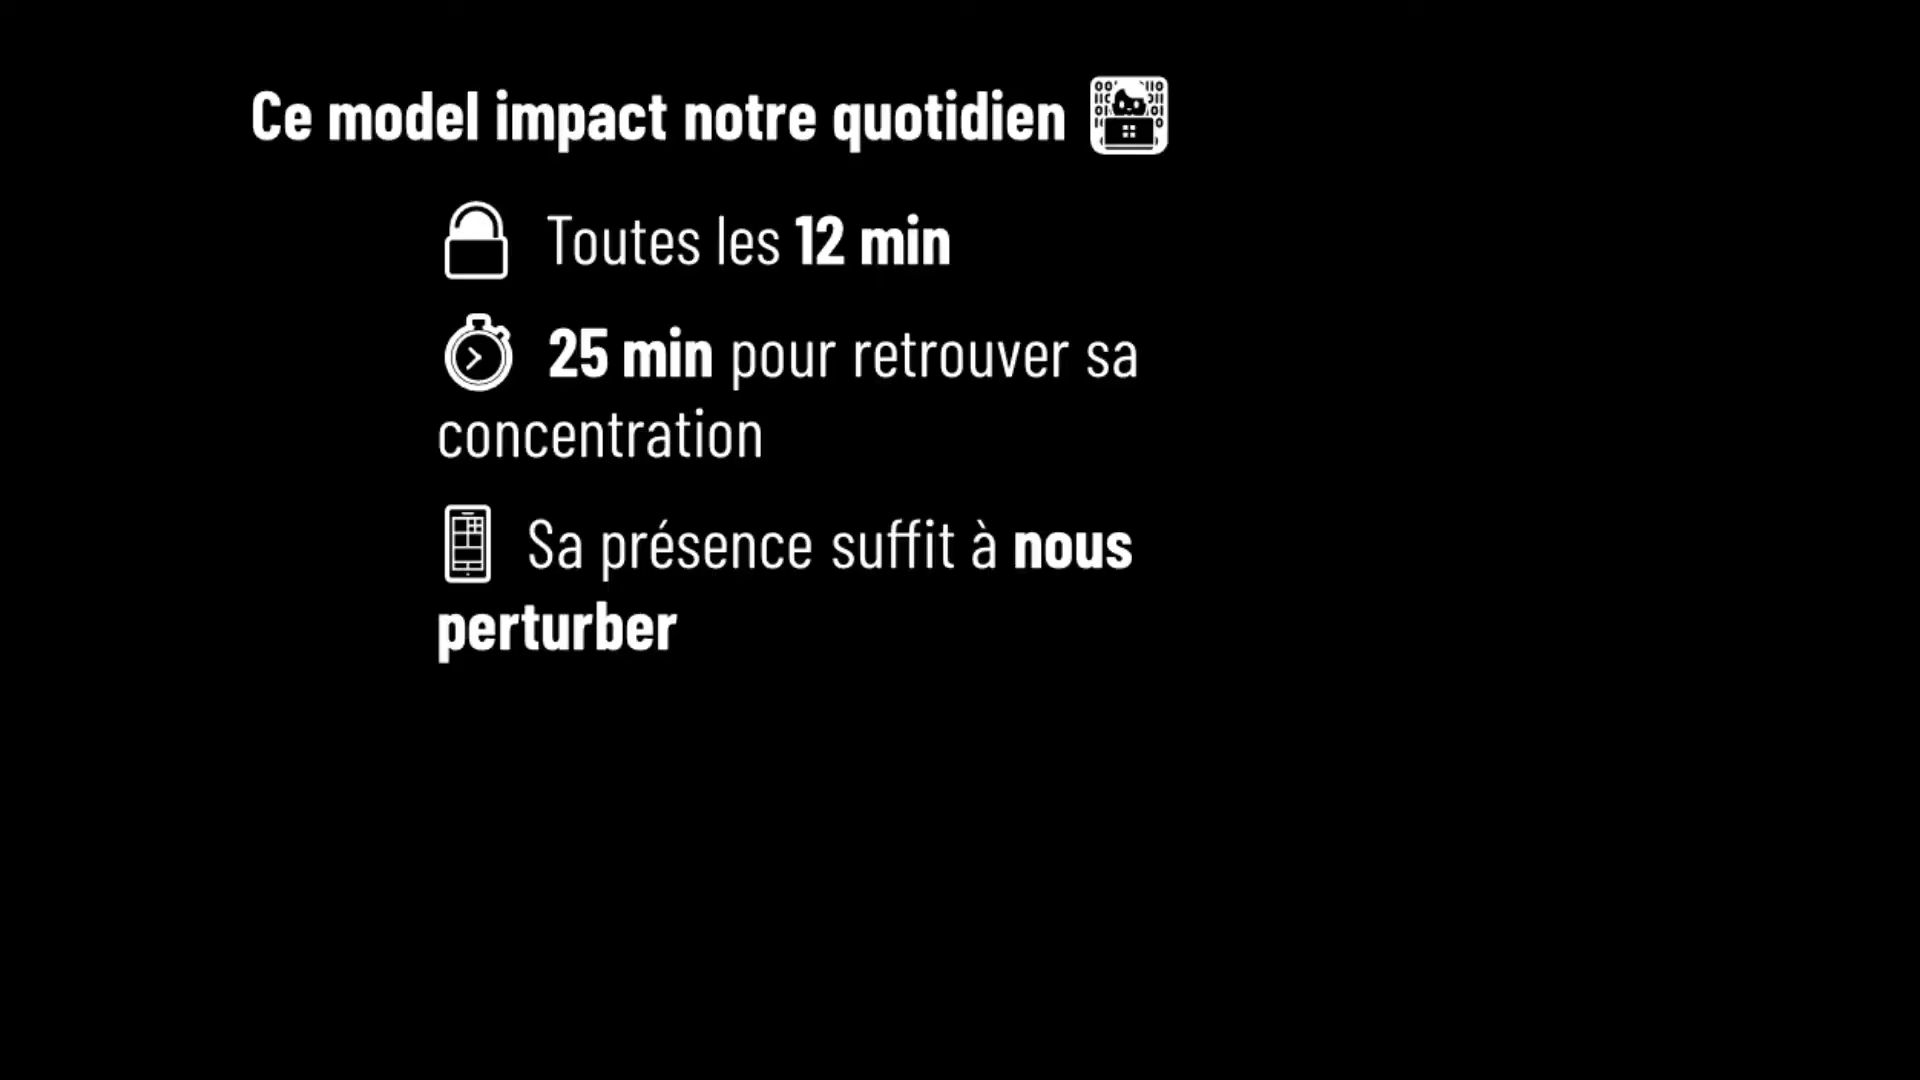 Ce model impact notre quotidien
Toutes les 12 min
25 min pour retrouver sa
concentration
Sa présence suffit à nous
perturber